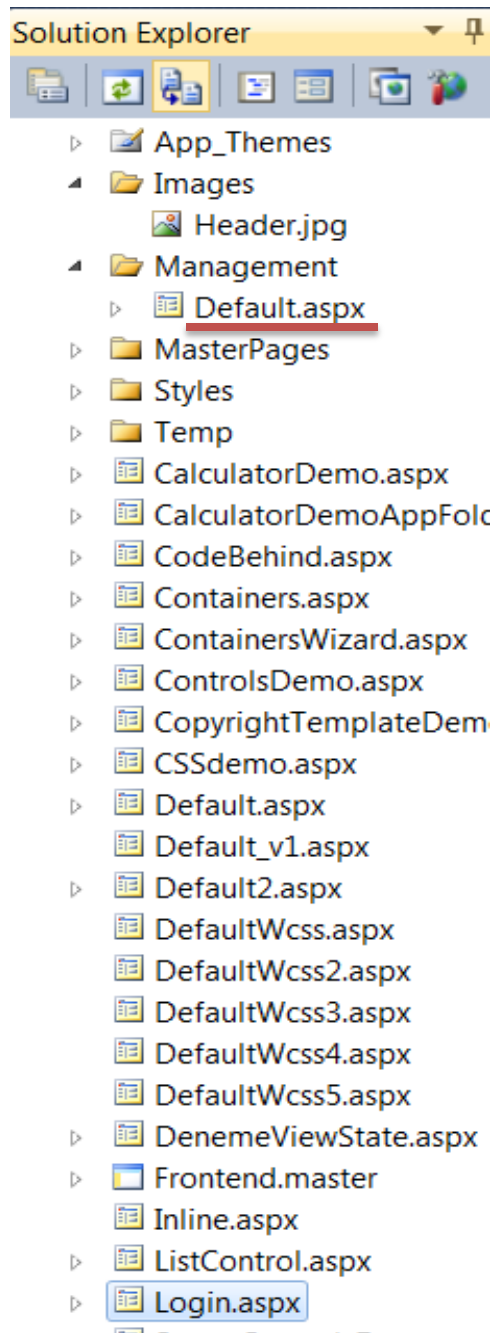 Solution Explorer
App_Themes
Images
Header.jpg
Management
Default.aspx
MasterPages
Styles
Temp
CalculatorDemo.aspx
CalculatorDemoAppFolc
CodeBehind.aspx
Containers.aspx
ContainersWizard.aspx
ControlsDemo.aspx
CopyrightTemplateDem
CSSdemo.aspx
Default.aspx
Default_v1.aspx
Default2.aspx
DefaultWcss.aspx
DefaultWcss2.aspx
DefaultWcss3.aspx
DefaultWcss4.aspx
DefaultWcss5.aspx
DenemeViewState.aspx
Frontend.master
Inline.aspx
ListControl.aspx
Login.aspx